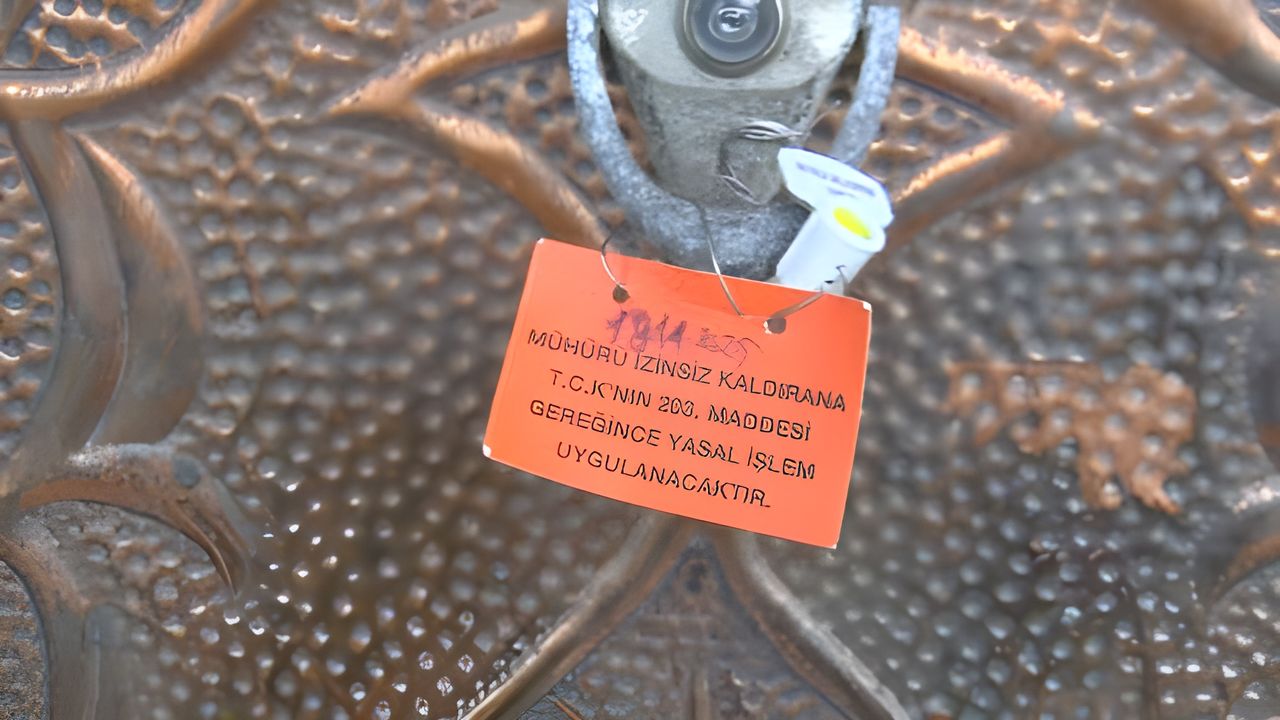 MÜHÜRÜ İZİNSİZ KALDIRANA
T.C.K'NIN 203. MADDESİ
GEREĞİNCE YASAL İŞLEM
UYGULANACAKTIR.